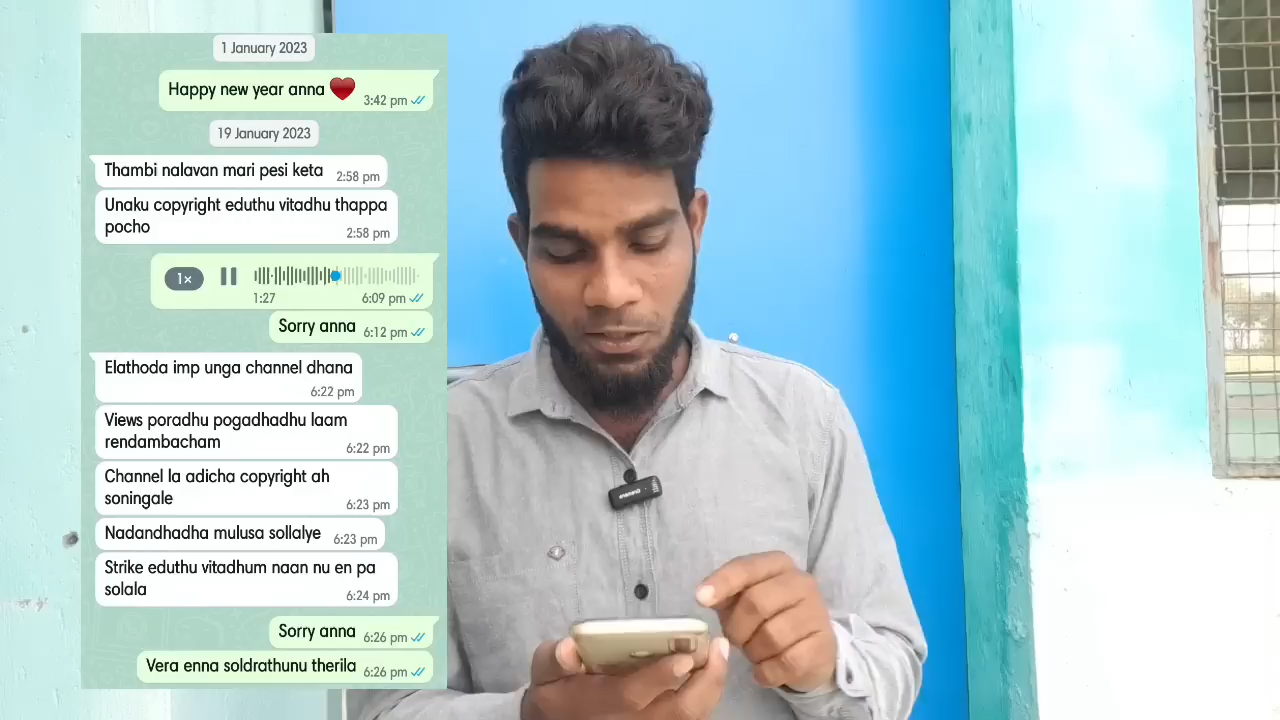 1 January 2023
Happy new year anna ❤️
3:42 pm
19 January 2023
Thambi nalavan mari pesi keta 2:58 pm
Unaku copyright eduthu vitadhu thappa
pocho 2:58 pm
1×
1:27 6:09 pm
Sorry anna 6:12 pm
Elathoda imp unga channel dhana
6:22 pm
Views poradhu pogadhadhu laam
rendambacham 6:22 pm
Channel la adicha copyright ah
soningale 6:23 pm
Nadandhadha mulusa sollalye 6:23 pm
Strike eduthu vitadhum naan nu en pa
solala 6:24 pm
Sorry anna 6:26 pm
Vera enna soldrathunu therila 6:26 pm